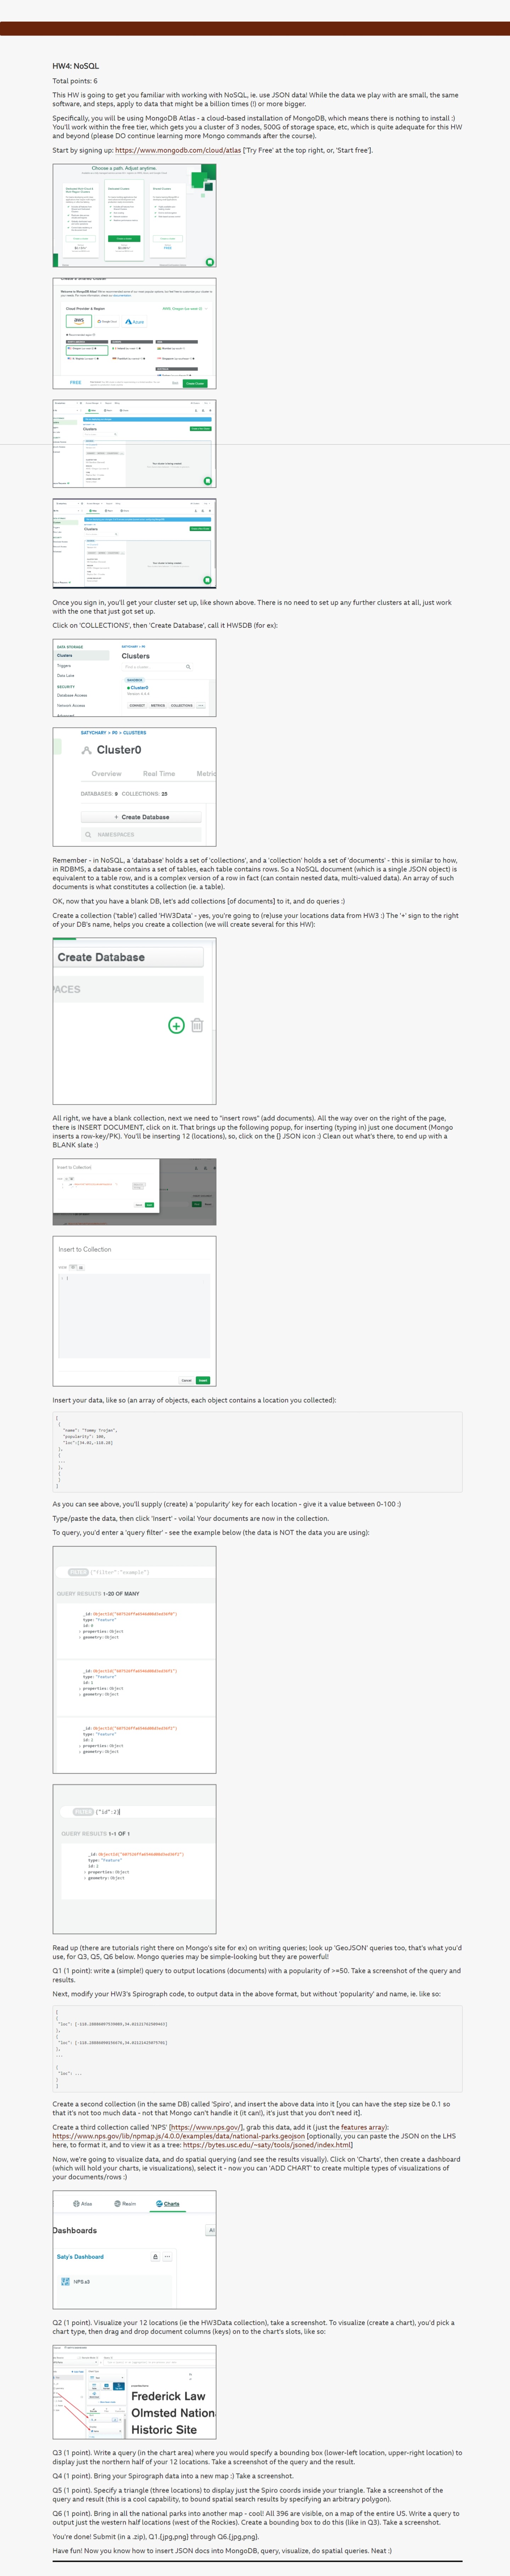 HW4: NoSQL
Total points: 6
This HW is going to get you familiar with working with NoSQL, ie. use JSON data! While the data we play with are small, the same
software, and steps, apply to data that might be a billion times (!) or more bigger.
Specifically, you will be using MongoDB Atlas - a cloud-based installation of MongoDB, which means there is nothing to install :)
You'll work within the free tier, which gets you a cluster of 3 nodes, 500G of storage space, etc, which is quite adequate for this HW
and beyond (please DO continue learning more Mongo commands after the course).
Start by signing up: https://www.mongodb.com/cloud/atlas ['Try Free' at the top right, or, 'Start free'].
Choose a path. Adjust anytime.
Cloud Provider & Region
aws
Azure
FREE
Clusters
Clusters
Once you sign in, you'll get your cluster set up, like shown above. There is no need to set up any further clusters at all, just work
with the one that just got set up.
Click on 'COLLECTIONS', then 'Create Database', call it HW5DB (for ex):
DATA STORAGE
Clusters
Triggers
Data Lake
SECURITY
Database Access
Network Access
Advanced
Clusters
SANDBOX
Cluster0
CONNECT METRICS COLLECTIONS ...
SATYCHARY > P0 > CLUSTERS
Cluster0
Overview Real Time Metric
DATABASES: 9 COLLECTIONS: 25
+ Create Database
NAMESPACES
Remember - in NoSQL, a 'database' holds a set of 'collections', and a 'collection' holds a set of 'documents' - this is similar to how,
in RDBMS, a database contains a set of tables, each table contains rows. So a NoSQL document (which is a single JSON object) is
equivalent to a table row, and is a complex version of a row in fact (can contain nested data, multi-valued data). An array of such
documents is what constitutes a collection (ie. a table).
OK, now that you have a blank DB, let's add collections [of documents] to it, and do queries :)
Create a collection ('table') called 'HW3Data' - yes, you're going to (re)use your locations data from HW3 :) The '+' sign to the right
of your DB's name, helps you create a collection (we will create several for this HW):
Create Database
PACES
All right, we have a blank collection, next we need to "insert rows" (add documents). All the way over on the right of the page,
there is INSERT DOCUMENT, click on it. That brings up the following popup, for inserting (typing in) just one document (Mongo
inserts a row-key/PK). You'll be inserting 12 (locations), so, click on the {} JSON icon :) Clean out what's there, to end up with a
BLANK slate :)
Insert to Collection
Insert to Collection
VIEW
Cancel Insert
Insert your data, like so (an array of objects, each object contains a location you collected):
[
{
"name": "Tommy Trojan",
"popularity": 100,
"loc":[34.02,-118.28]
},
{
...
},
{
}
]
As you can see above, you'll supply (create) a 'popularity' key for each location - give it a value between 0-100 :)
Type/paste the data, then click 'Insert' - voila! Your documents are now in the collection.
To query, you'd enter a 'query filter' - see the example below (the data is NOT the data you are using):
FILTER {"filter":"example"}
QUERY RESULTS 1-20 OF MANY
type: "Feature"
id: 0
properties: Object
geometry: Object
type: "Feature"
id: 1
properties: Object
geometry: Object
type: "Feature"
id: 2
properties: Object
geometry: Object
FILTER {"id":2}
QUERY RESULTS 1-1 OF 1
type: "Feature"
id: 2
properties: Object
geometry: Object
Read up (there are tutorials right there on Mongo's site for ex) on writing queries; look up 'GeoJSON' queries too, that's what you'd
use, for Q3, Q5, Q6 below. Mongo queries may be simple-looking but they are powerful!
Q1 (1 point): write a (simple!) query to output locations (documents) with a popularity of >=50. Take a screenshot of the query and
results.
Next, modify your HW3's Spirograph code, to output data in the above format, but without 'popularity' and name, ie. like so:
[
{
},
{
},
...
{
"loc": ...
}
]
Create a second collection (in the same DB) called 'Spiro', and insert the above data into it [you can have the step size be 0.1 so
that it's not too much data - not that Mongo can't handle it (it can!), it's just that you don't need it].
Create a third collection called 'NPS' [https://www.nps.gov/], grab this data, add it (just the features array):
https://www.nps.gov/lib/npmap.js/4.0.0/examples/data/national-parks.geojson [optionally, you can paste the JSON on the LHS
here, to format it, and to view it as a tree: https://bytes.usc.edu/~saty/tools/jsoned/index.html]
Now, we're going to visualize data, and do spatial querying (and see the results visually). Click on 'Charts', then create a dashboard
(which will hold your charts, ie visualizations), select it - now you can 'ADD CHART' to create multiple types of visualizations of
your documents/rows :)
Atlas Realm Charts
Dashboards
Saty's Dashboard
Q2 (1 point). Visualize your 12 locations (ie the HW3Data collection), take a screenshot. To visualize (create a chart), you'd pick a
chart type, then drag and drop document columns (keys) on to the chart's slots, like so:
Frederick Law
Olmsted Nation
Historic Site
Q3 (1 point). Write a query (in the chart area) where you would specify a bounding box (lower-left location, upper-right location) to
display just the northern half of your 12 locations. Take a screenshot of the query and the result.
Q4 (1 point). Bring your Spirograph data into a new map :) Take a screenshot.
Q5 (1 point). Specify a triangle (three locations) to display just the Spiro coords inside your triangle. Take a screenshot of the
query and result (this is a cool capability, to bound spatial search results by specifying an arbitrary polygon).
Q6 (1 point). Bring in all the national parks into another map - cool! All 396 are visible, on a map of the entire US. Write a query to
output just the western half locations (west of the Rockies). Create a bounding box to do this (like in Q3). Take a screenshot.
You're done! Submit (in a .zip), Q1.{jpg,png} through Q6.{jpg,png}.
Have fun! Now you know how to insert JSON docs into MongoDB, query, visualize, do spatial queries. Neat :)